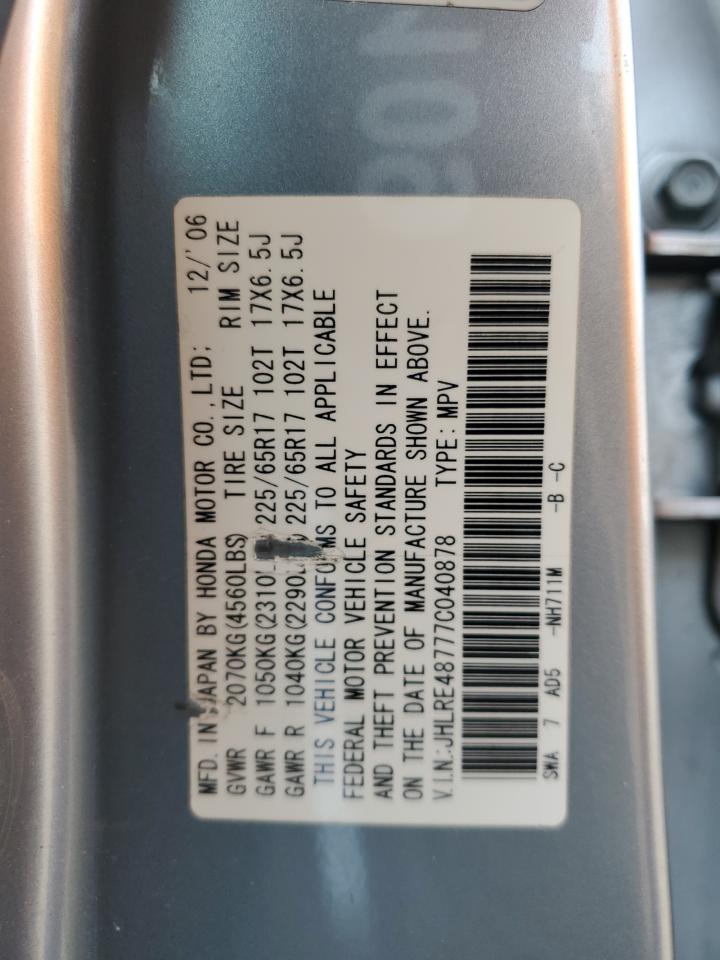 MFD. IN JAPAN BY HONDA MOTOR CO.,LTD; 12/'06
GVWR 2070KG(4560LBS) TIRE SIZE RIM SIZE
GAWR F 1050KG(2310 225/65R17 102T 17X6.5J
GAWR R 1040KG(2290 225/65R17 102T 17X6.5J
THIS VEHICLE CONFORMS TO ALL APPLICABLE
FEDERAL MOTOR VEHICLE SAFETY
AND THEFT PREVENTION STANDARDS IN EFFECT
ON THE DATE OF MANUFACTURE SHOWN ABOVE.
V.I.N.:JHLRE48777C040878 TYPE: MPV
SWA 7 AD5 -NH711M -B -C